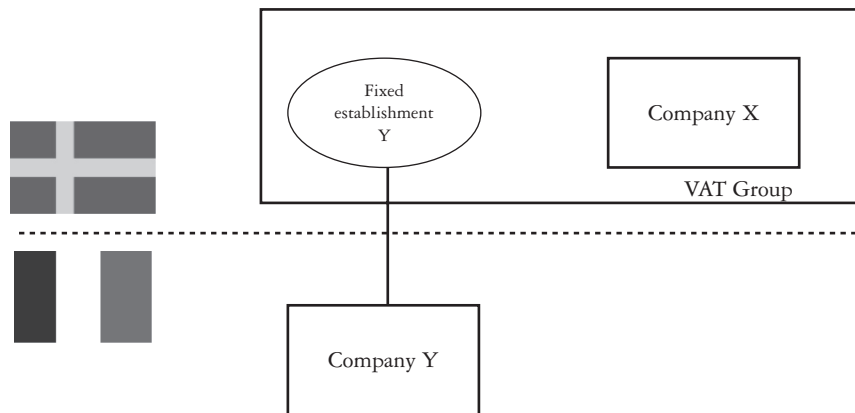 Fixed
establishment
Y
Company X
VAT Group
Company Y